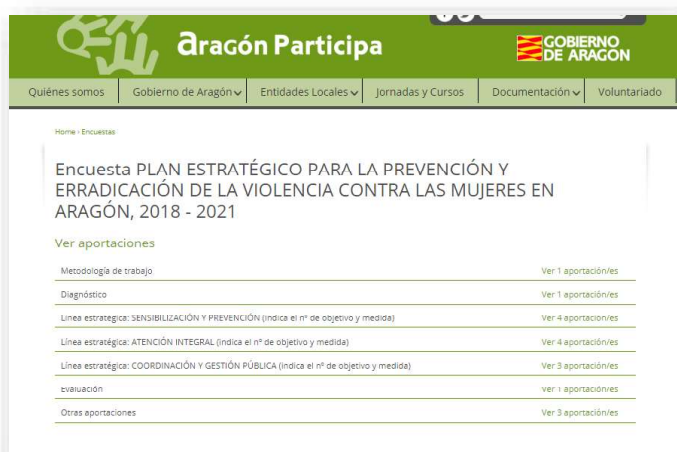 aragón Participa
GOBIERNO
DE ARAGÓN
Quiénes somos Gobierno de Aragón Entidades Locales Jornadas y Cursos Documentación Voluntariado
Home › Encuestas
Encuesta PLAN ESTRATÉGICO PARA LA PREVENCIÓN Y
ERRADICACIÓN DE LA VIOLENCIA CONTRA LAS MUJERES EN
ARAGÓN, 2018 - 2021
Ver aportaciones
Metodología de trabajo Ver 1 aportación/es
Diagnóstico Ver 1 aportación/es
Línea estratégica: SENSIBILIZACIÓN Y PREVENCIÓN (indica el nº de objetivo y medida) Ver 4 aportación/es
Línea estratégica: ATENCIÓN INTEGRAL (indica el nº de objetivo y medida) Ver 4 aportación/es
Línea estratégica: COORDINACIÓN Y GESTIÓN PÚBLICA (indica el nº de objetivo y medida) Ver 3 aportación/es
Evaluación Ver 1 aportación/es
Otras aportaciones Ver 3 aportación/es